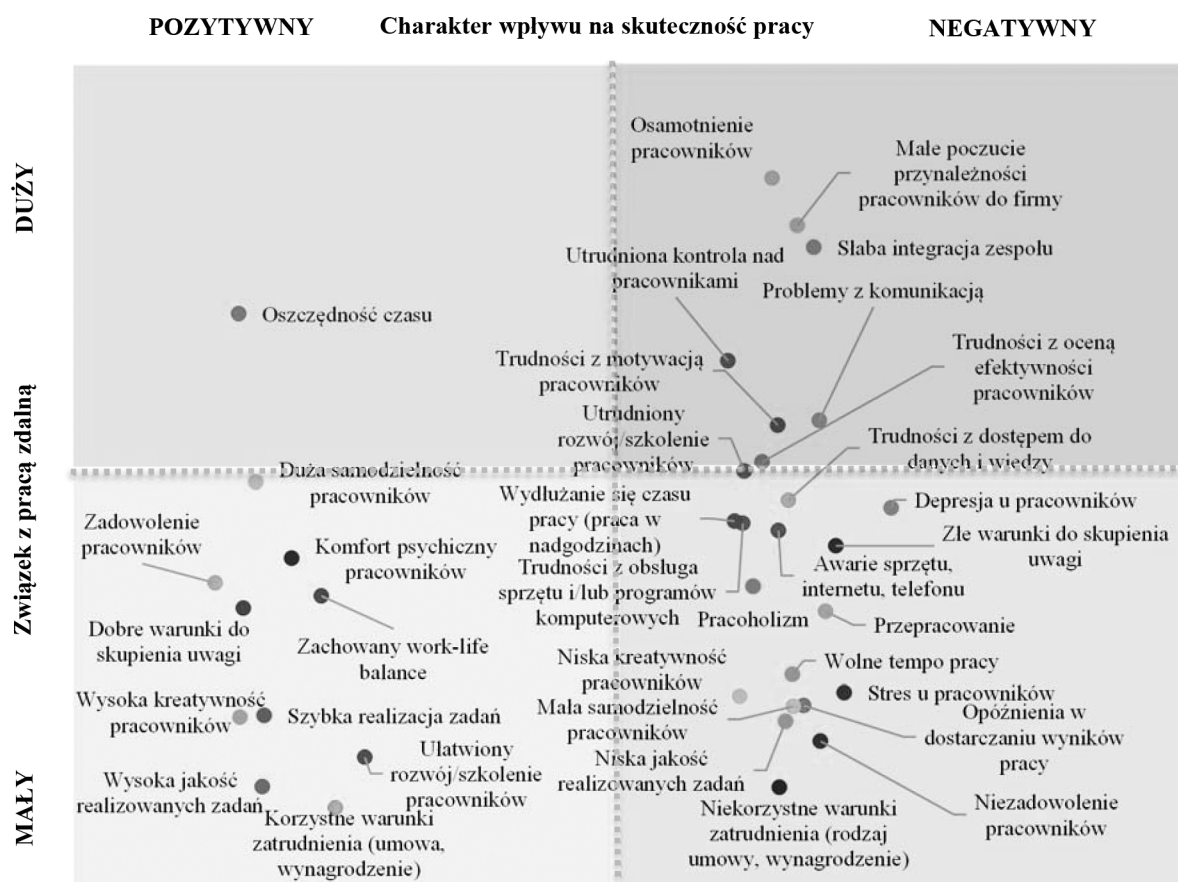 POZYTYWNY Charakter wpływu na skuteczność pracy NEGATYWNY
DUŻY
Związek z pracą zdalną
MAŁY
Osamotnienie
pracowników
Małe poczucie
przynależności
pracowników do firmy
Słaba integracja zespołu
Utrudniona kontrola nad
pracownikami
Problemy z komunikacją
Oszczędność czasu
Trudności z oceną
efektywności
pracowników
Trudności z motywacją
pracowników
Utrudniony
rozwój/szkolenie
pracowników
Trudności z dostępem do
danych i wiedzy
Duża samodzielność
pracowników
Wydłużanie się czasu
pracy (praca w
nadgodzinach)
Depresja u pracowników
Zadowolenie
pracowników
Komfort psychiczny
pracowników
Złe warunki do skupienia
uwagi
Trudności z obsługa
sprzętu i/lub programów
komputerowych
Awarie sprzętu,
internetu, telefonu
Pracoholizm
Przepracowanie
Dobre warunki do
skupienia uwagi
Zachowany work-life
balance
Niska kreatywność
pracowników
Wolne tempo pracy
Wysoka kreatywność
pracowników
Szybka realizacja zadań
Mała samodzielność
pracowników
Stres u pracowników
Opóźnienia w
dostarczaniu wyników
pracy
Ułatwiony
rozwój/szkolenie
pracowników
Niska jakość
realizowanych zadań
Wysoka jakość
realizowanych zadań
Korzystne warunki
zatrudnienia (umowa,
wynagrodzenie)
Niekorzystne warunki
zatrudnienia (rodzaj
umowy, wynagrodzenie)
Niezadowolenie
pracowników